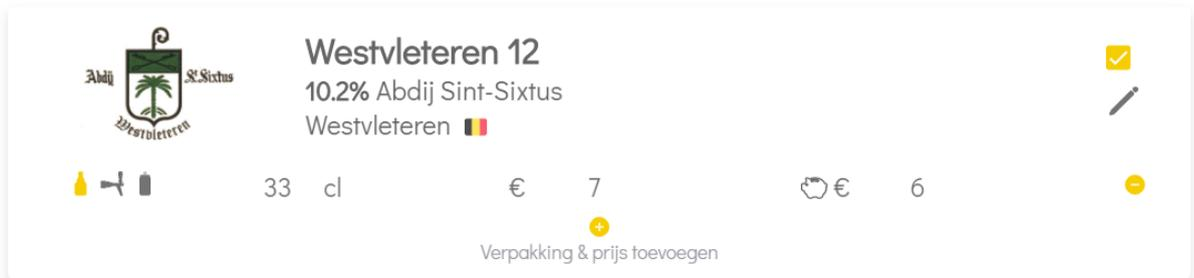 Abdij St. Sixtus
Westvleteren
Westvleteren 12
10.2% Abdij Sint-Sixtus
Westvleteren
33 cl € 7 € 6
Verpakking & prijs toevoegen